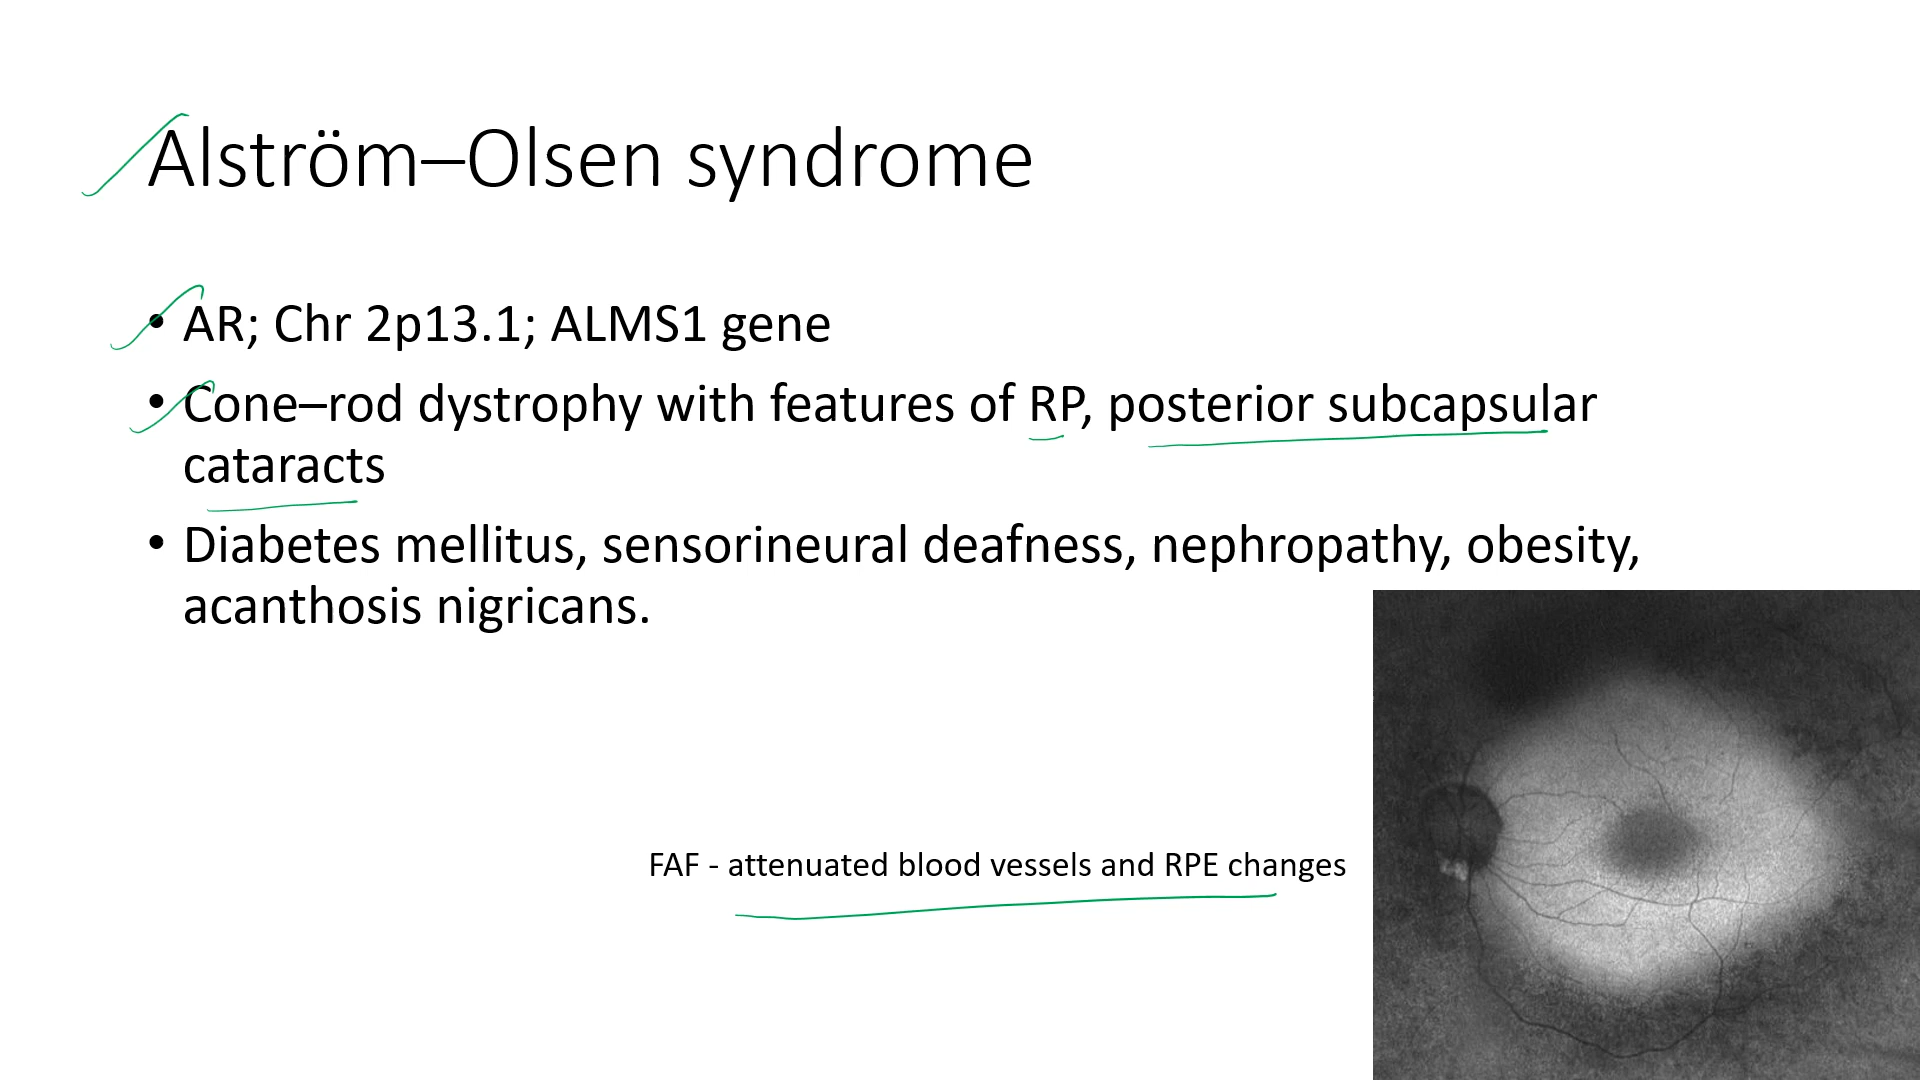 Alström–Olsen syndrome
• AR; Chr 2p13.1; ALMS1 gene
• Cone–rod dystrophy with features of RP, posterior subcapsular
cataracts
• Diabetes mellitus, sensorineural deafness, nephropathy, obesity,
acanthosis nigricans.
FAF - attenuated blood vessels and RPE changes